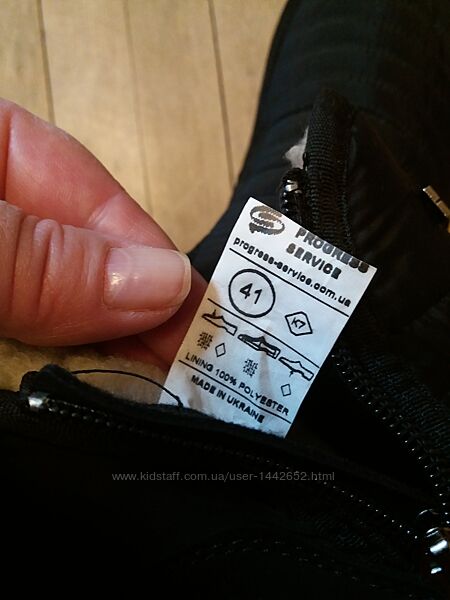 PROGRESS
SERVICE
progress-service.com.ua
41
K7
LINING 100% POLYESTER
MADE IN UKRAINE
www.kidstaff.com.ua/user-1442652.html